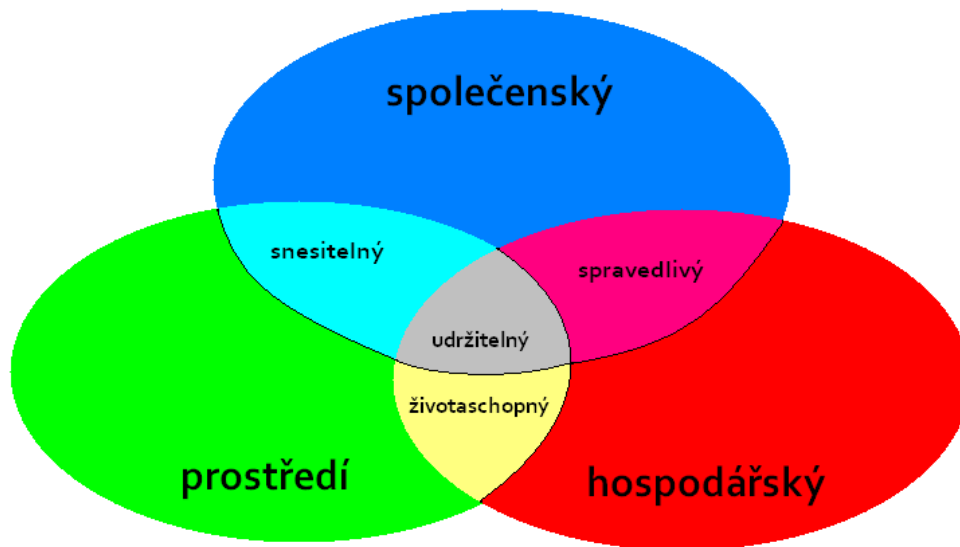 společenský
snesitelný
spravedlivý
udržitelný
životaschopný
prostředí
hospodářský